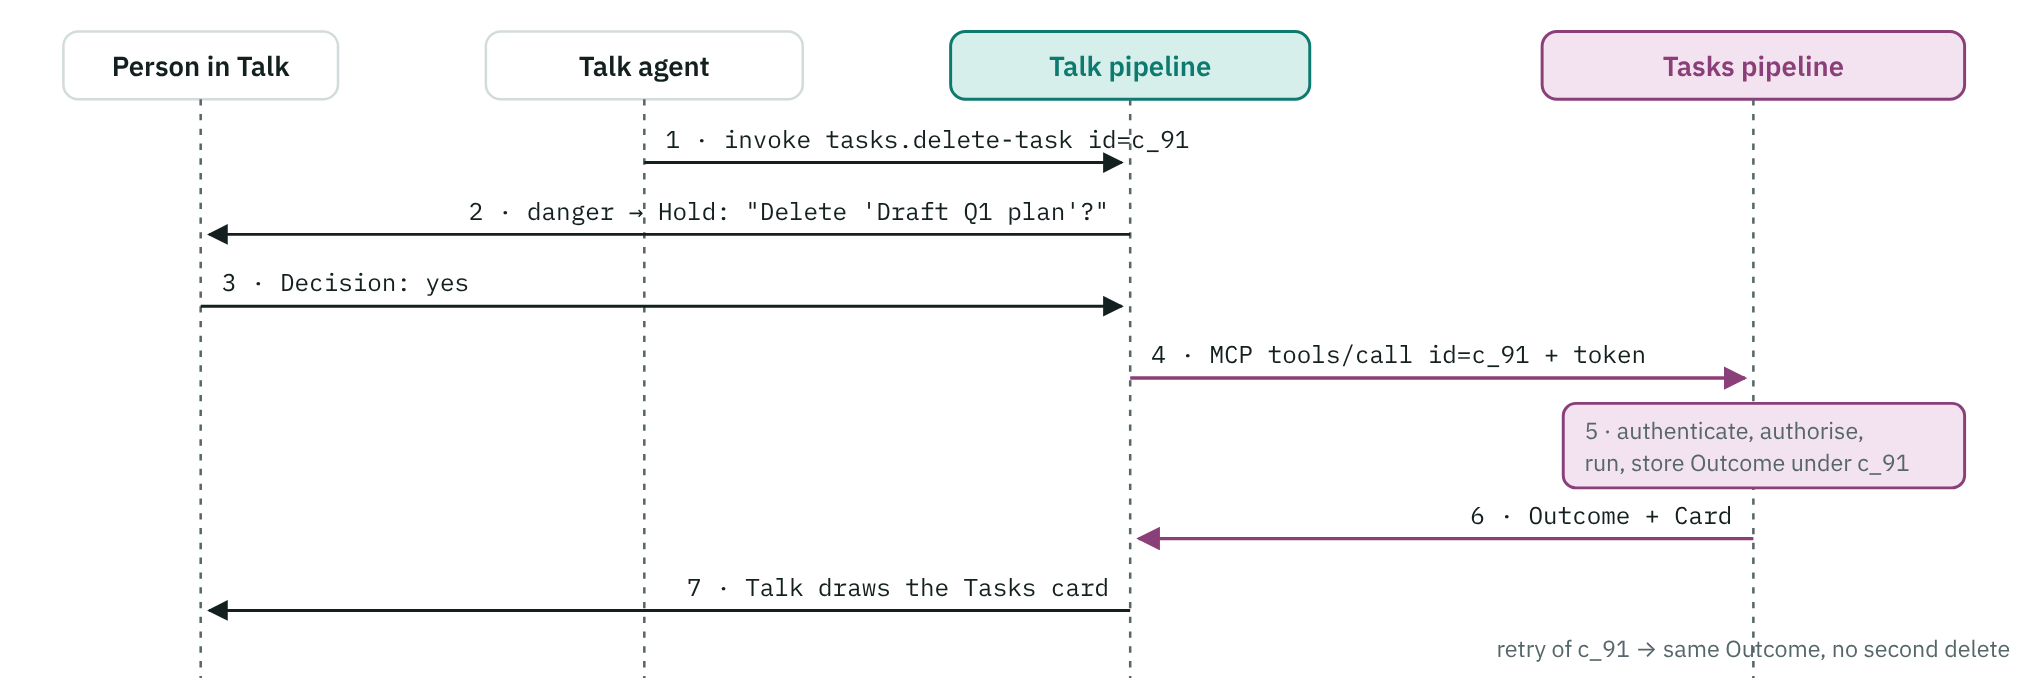 Person in Talk
Talk agent
Talk pipeline
Tasks pipeline
1 · invoke tasks.delete-task id=c_91
2 · danger → Hold: "Delete 'Draft Q1 plan'?"
3 · Decision: yes
4 · MCP tools/call id=c_91 + token
5 · authenticate, authorise,
run, store Outcome under c_91
6 · Outcome + Card
7 · Talk draws the Tasks card
retry of c_91 → same Outcome, no second delete